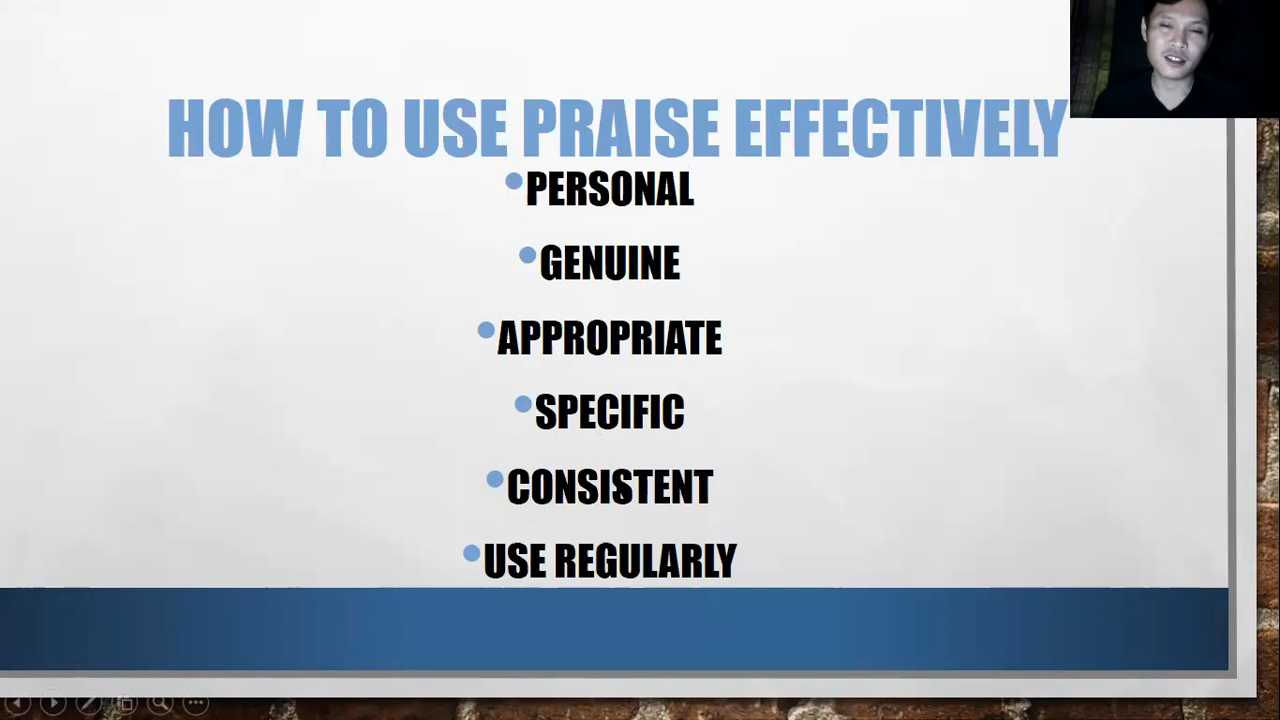 HOW TO USE PRAISE EFFECTIVELY
•PERSONAL
•GENUINE
•APPROPRIATE
•SPECIFIC
•CONSISTENT
•USE REGULARLY